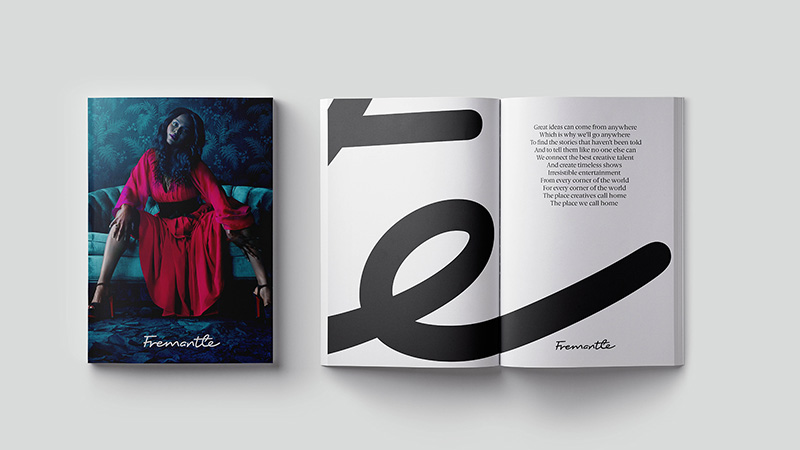 Fremantle
Great ideas can come from anywhere
Which is why we'll go anywhere
To find the stories that haven't been told
And to tell them like no one else can
We connect the best creative talent
And create timeless shows
Irresistible entertainment
From every corner of the world
For every corner of the world
The place creatives call home
The place we call home
Fremantle